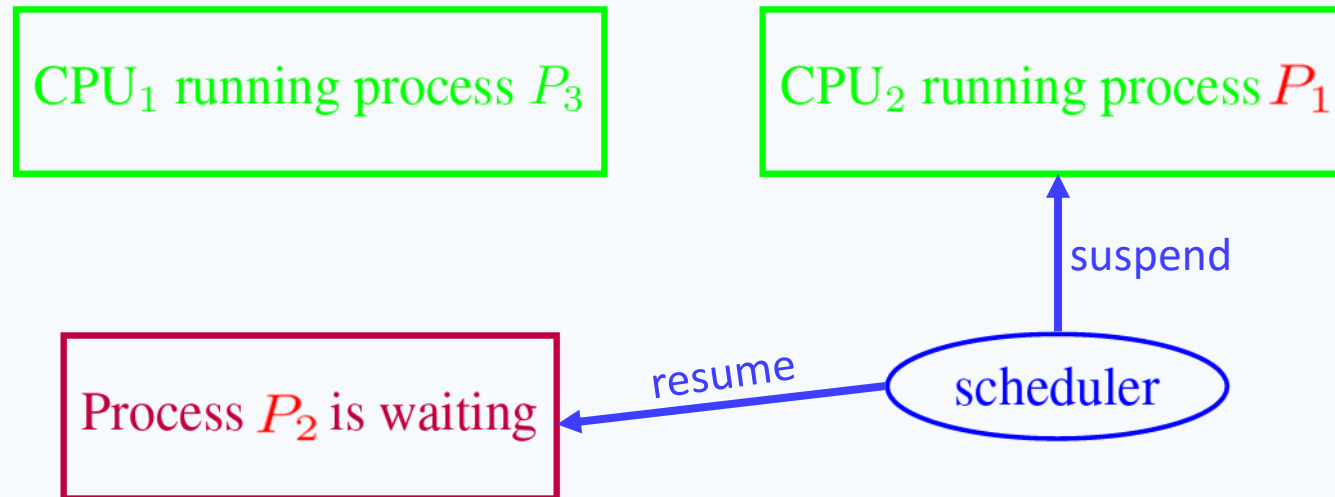 CPU₁ running process P₃
CPU₂ running process P₁
suspend
resume
scheduler
Process P₂ is waiting